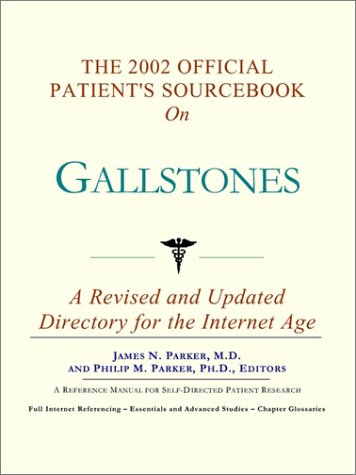 THE 2002 OFFICIAL
PATIENT'S SOURCEBOOK
On
GALLSTONES
A Revised and Updated
Directory for the Internet Age
JAMES N. PARKER, M.D.
AND PHILIP M. PARKER, PH.D., EDITORS
A REFERENCE MANUAL FOR SELF-DIRECTED PATIENT RESEARCH
Full Internet Referencing – Essentials and Advanced Studies – Chapter Glossaries